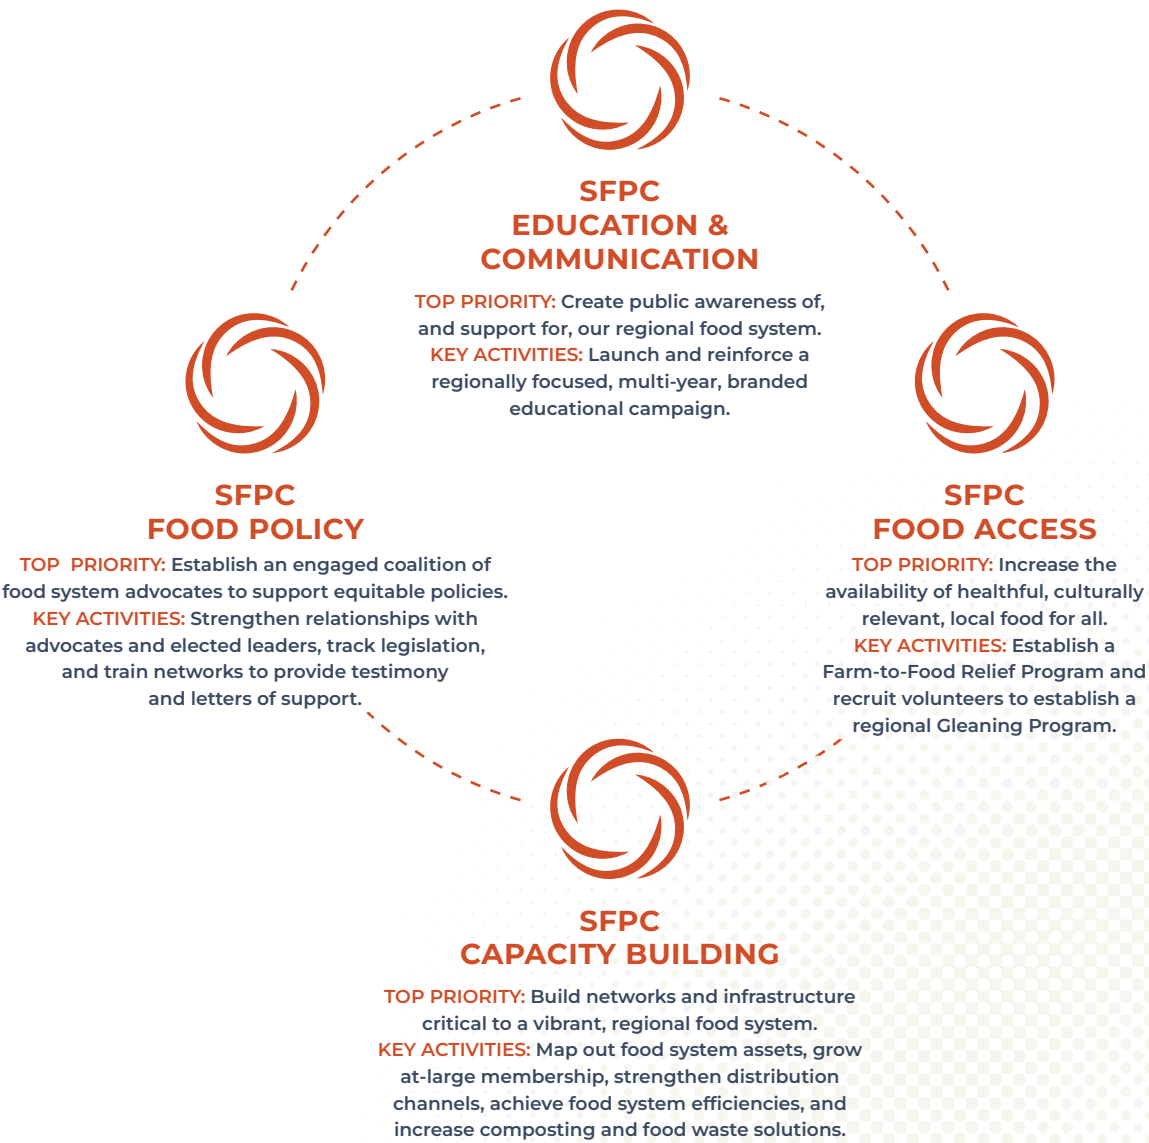 SFPC
EDUCATION &
COMMUNICATION
TOP PRIORITY: Create public awareness of,
and support for, our regional food system.
KEY ACTIVITIES: Launch and reinforce a
regionally focused, multi-year, branded
educational campaign.
SFPC
FOOD POLICY
TOP PRIORITY: Establish an engaged coalition of
food system advocates to support equitable policies.
KEY ACTIVITIES: Strengthen relationships with
advocates and elected leaders, track legislation,
and train networks to provide testimony
and letters of support.
SFPC
FOOD ACCESS
TOP PRIORITY: Increase the
availability of healthful, culturally
relevant, local food for all.
KEY ACTIVITIES: Establish a
Farm-to-Food Relief Program and
recruit volunteers to establish a
regional Gleaning Program.
SFPC
CAPACITY BUILDING
TOP PRIORITY: Build networks and infrastructure
critical to a vibrant, regional food system.
KEY ACTIVITIES: Map out food system assets, grow
at-large membership, strengthen distribution
channels, achieve food system efficiencies, and
increase composting and food waste solutions.